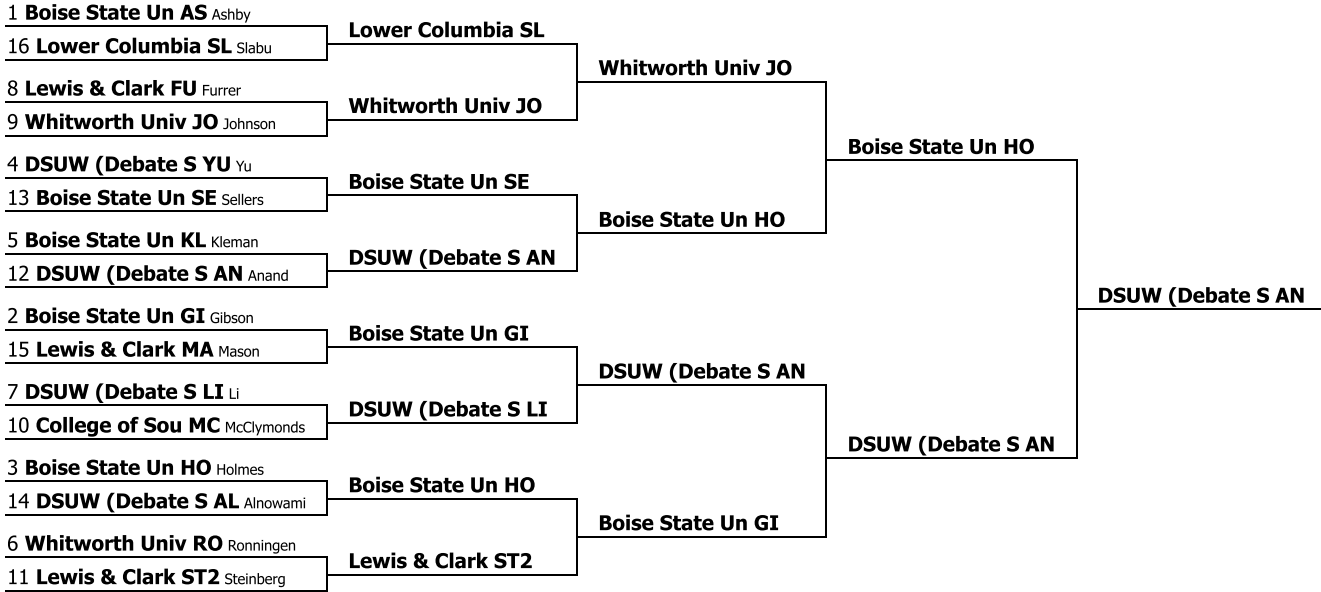 1 Boise State Un AS Ashby
16 Lower Columbia SL Slabu
8 Lewis & Clark FU Furrer
9 Whitworth Univ JO Johnson
4 DSUW (Debate S YU Yu
13 Boise State Un SE Sellers
5 Boise State Un KL Kleman
12 DSUW (Debate S AN Anand
2 Boise State Un GI Gibson
15 Lewis & Clark MA Mason
7 DSUW (Debate S LI Li
10 College of Sou MC McClymonds
3 Boise State Un HO Holmes
14 DSUW (Debate S AL Alnowami
6 Whitworth Univ RO Ronningen
11 Lewis & Clark ST2 Steinberg
Lower Columbia SL
Whitworth Univ JO
Boise State Un SE
DSUW (Debate S AN
Boise State Un GI
DSUW (Debate S LI
Boise State Un HO
Lewis & Clark ST2
Whitworth Univ JO
Boise State Un HO
DSUW (Debate S AN
Boise State Un GI
Boise State Un HO
DSUW (Debate S AN
DSUW (Debate S AN